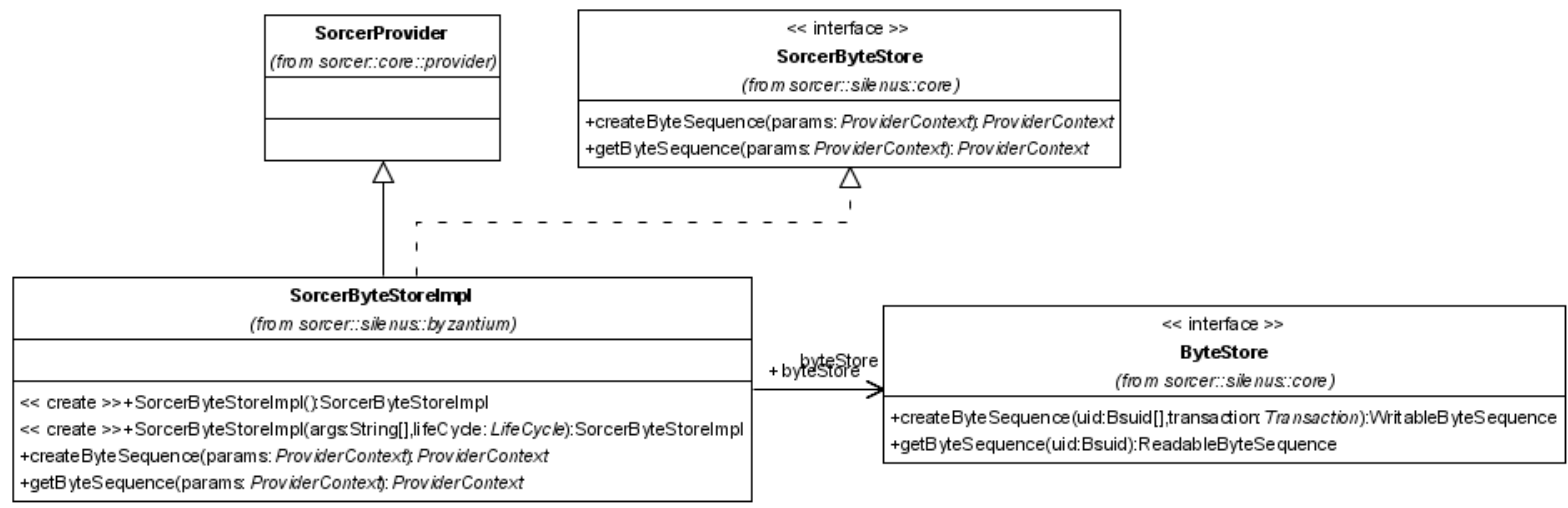 SorcerProvider
(from sorcer::core::provider)
<< interface >>
SorcerByteStore
(from sorcer::silenus::core)
+createByteSequence(params: ProviderContext): ProviderContext
+getByteSequence(params: ProviderContext): ProviderContext
SorcerByteStoreImpl
(from sorcer::silenus::byzantium)
<< create >>+SorcerByteStoreImpl():SorcerByteStoreImpl
<< create >>+SorcerByteStoreImpl(args:String[],lifeCycle: LifeCycle):SorcerByteStoreImpl
+createByteSequence(params: ProviderContext): ProviderContext
+getByteSequence(params: ProviderContext): ProviderContext
byteStore
+ byteStore
<< interface >>
ByteStore
(from sorcer::silenus::core)
+createByteSequence(uid:Bsuid[],transaction: Transaction):WritableByteSequence
+getByteSequence(uid:Bsuid):ReadableByteSequence